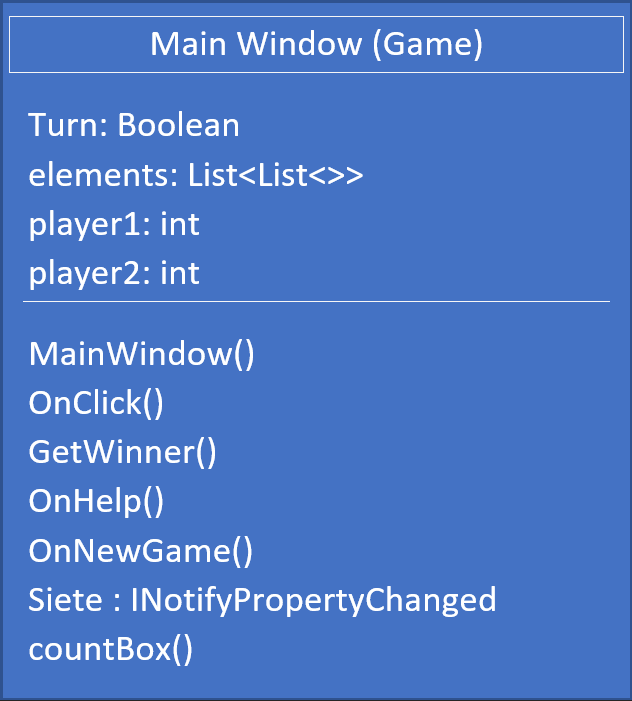 Main Window (Game)
Turn: Boolean
elements: List<List<>>
player1: int
player2: int
MainWindow()
OnClick()
GetWinner()
OnHelp()
OnNewGame()
Siete : INotifyPropertyChanged
countBox()